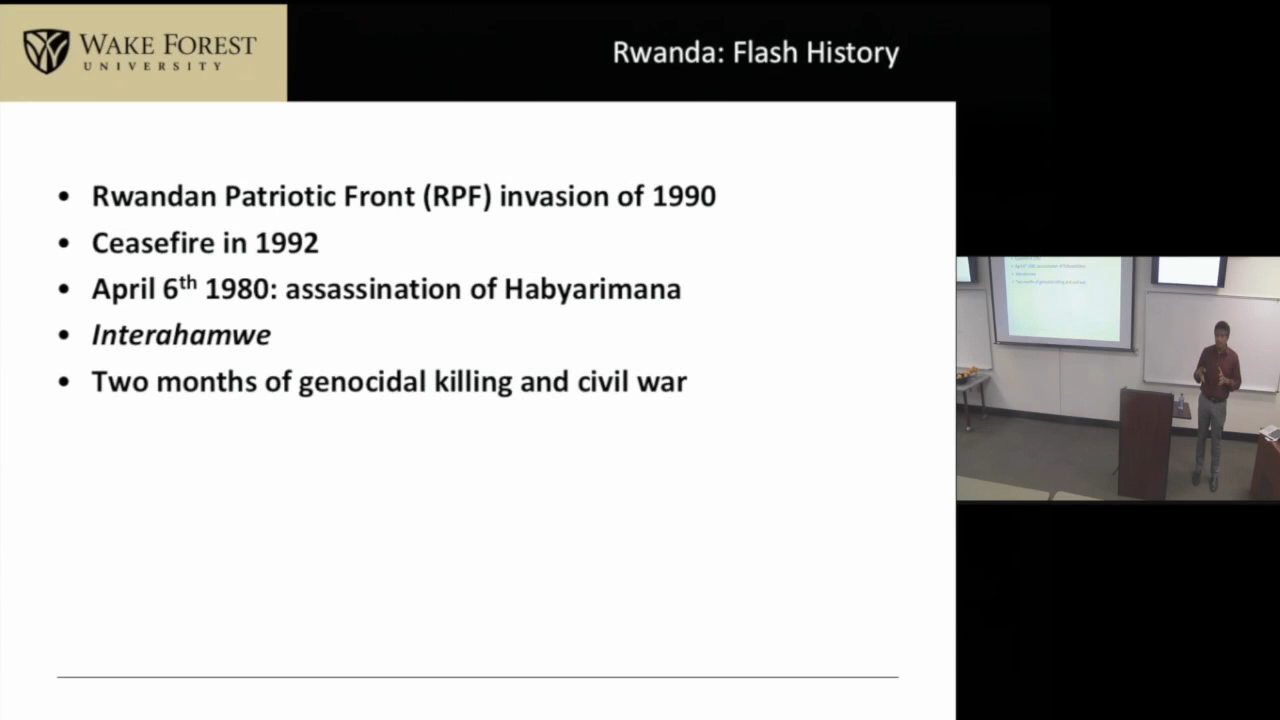 WAKE FOREST
UNIVERSITY
Rwanda: Flash History
• Rwandan Patriotic Front (RPF) invasion of 1990
• Ceasefire in 1992
• April 6th 1980: assassination of Habyarimana
• Interahamwe
• Two months of genocidal killing and civil war